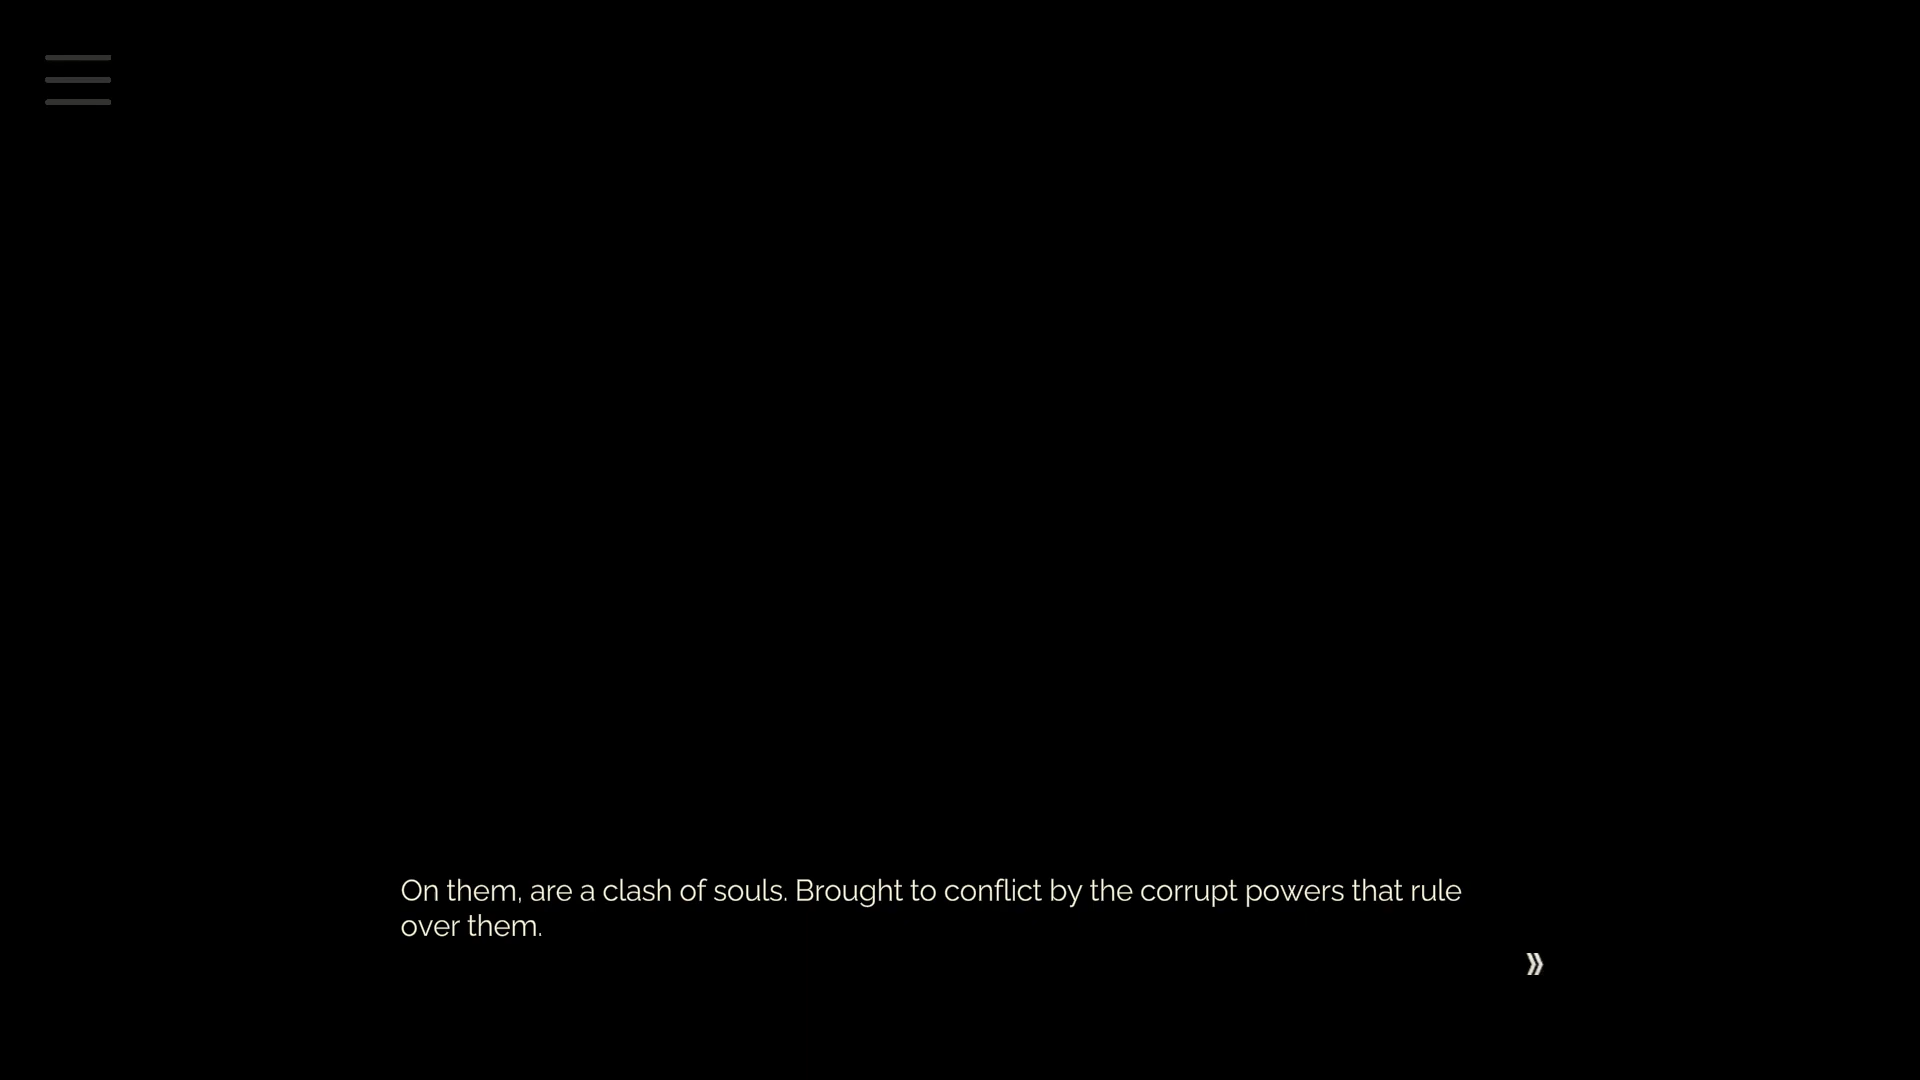 On them, are a clash of souls. Brought to conflict by the corrupt powers that rule
over them.